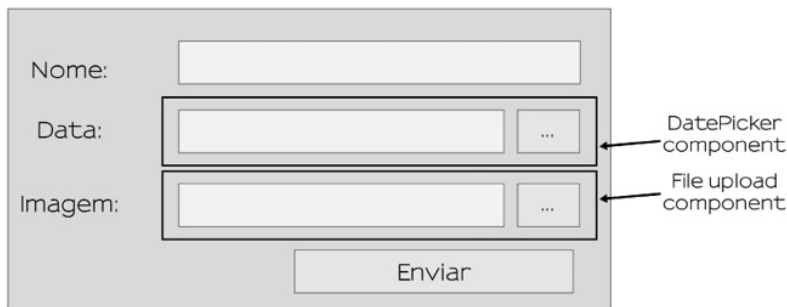 Nome:
Data:
...
DatePicker
component
Imagem:
...
File upload
component
Enviar